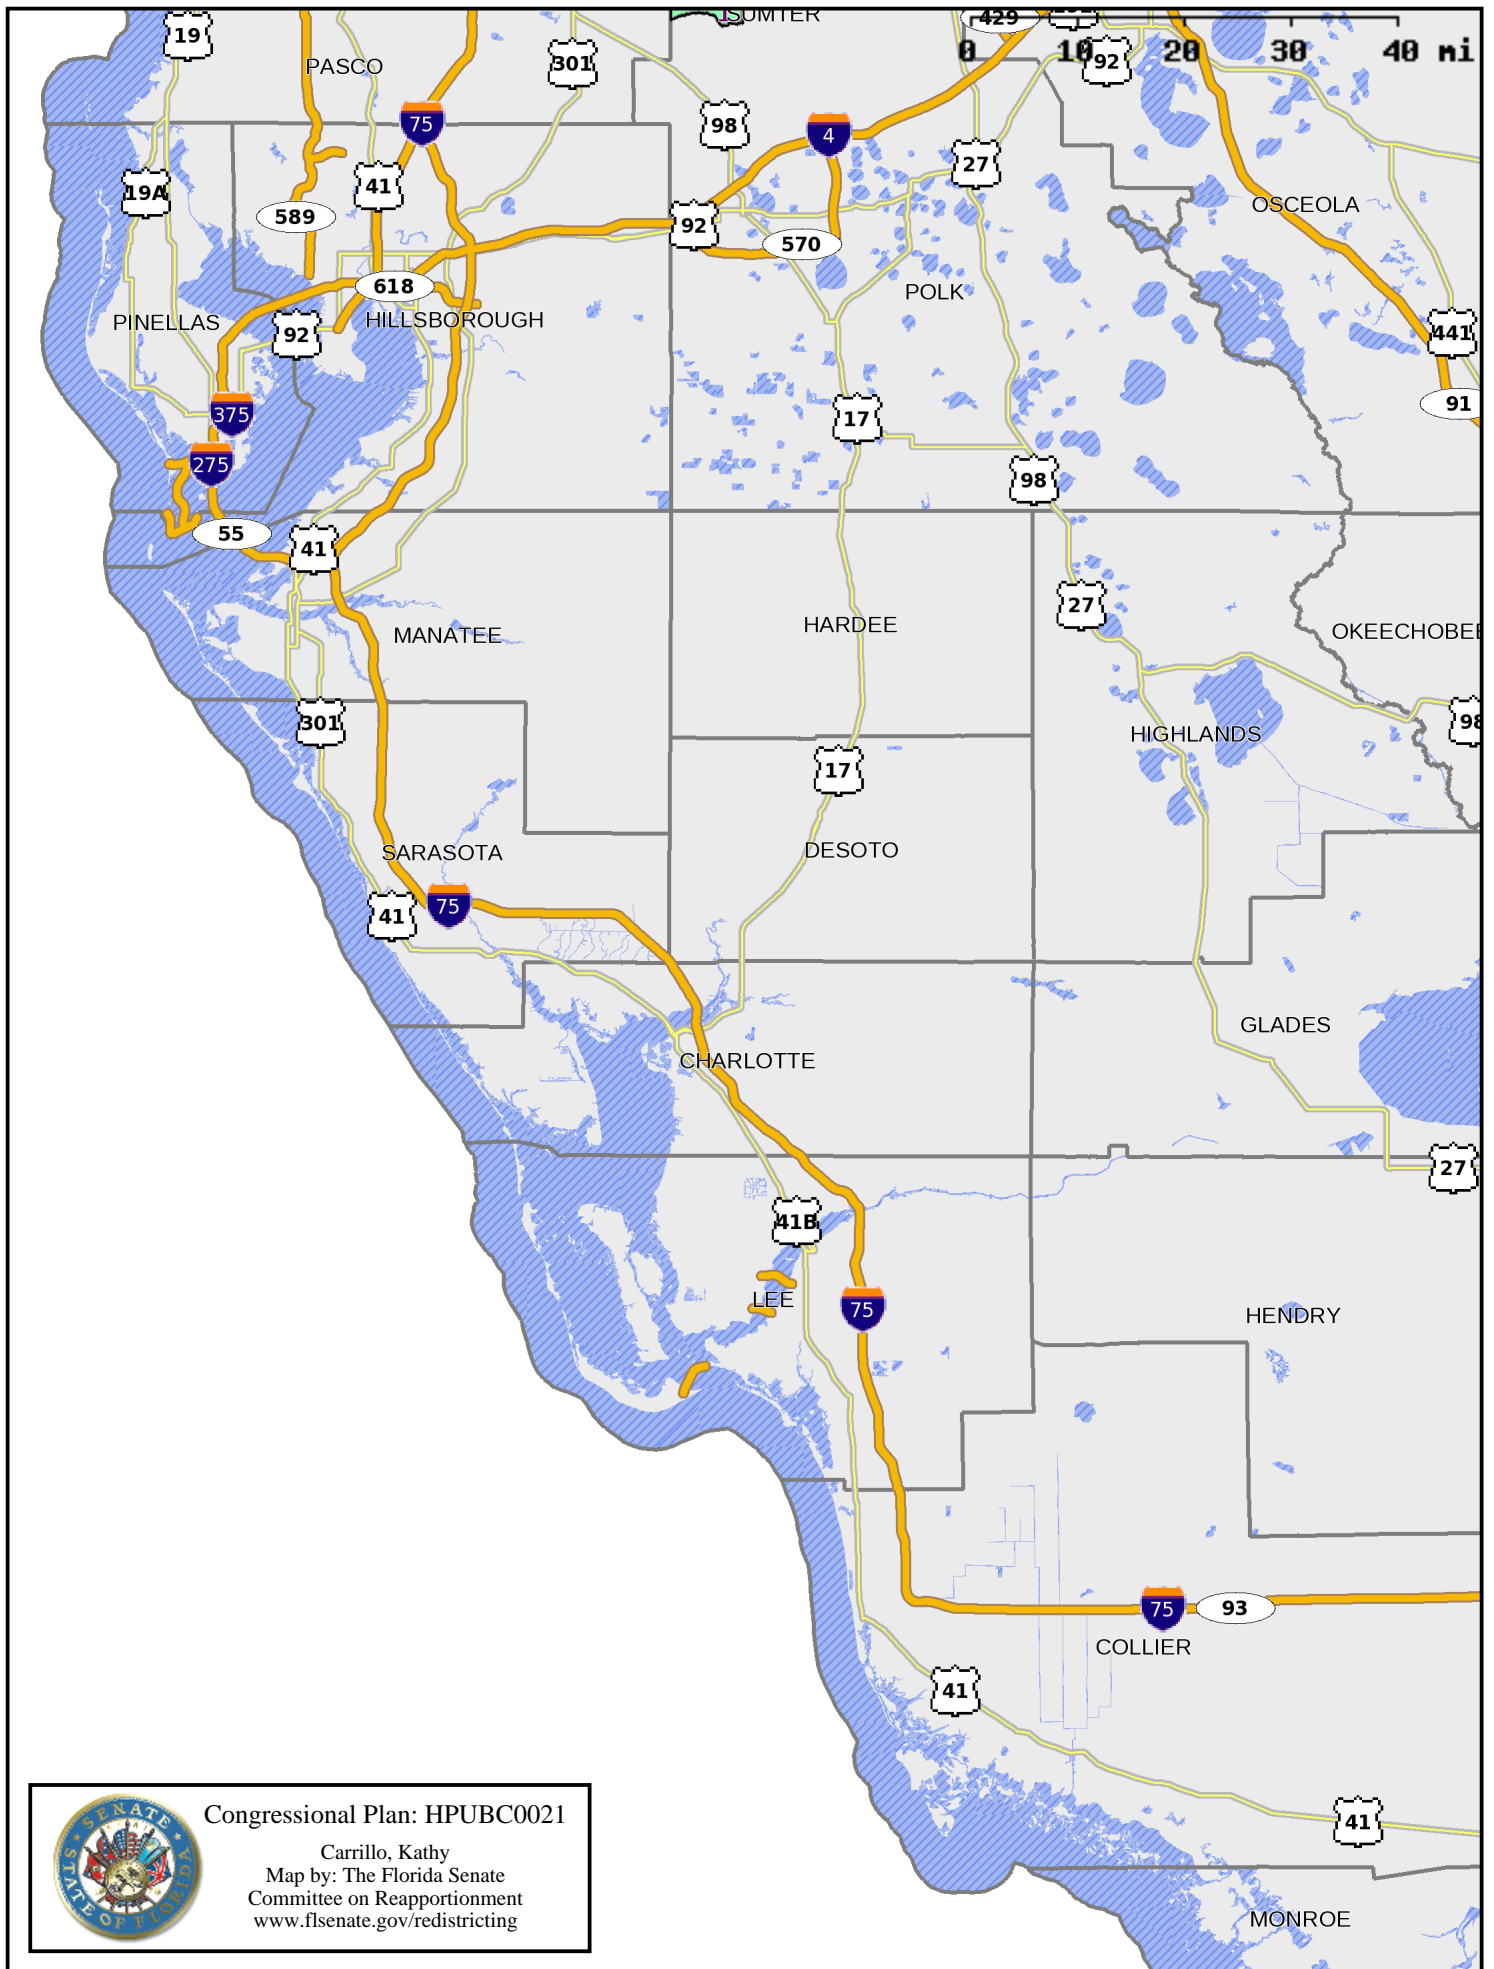 SUMTER
429
19
PASCO
301
0 10 20 30 40 mi
92
75
98
4
27
19A
41
589
92
570
OSCEOLA
618
POLK
PINELLAS
92
HILLSBOROUGH
441
375
17
91
275
98
55
41
27
MANATEE
HARDEE
OKEECHOBEE
301
98
HIGHLANDS
17
SARASOTA
DESOTO
75
41
GLADES
CHARLOTTE
27
41B
LEE
75
HENDRY
75
93
COLLIER
41
41
MONROE
SENATE
STATE OF FLORIDA
Congressional Plan: HPUBC0021
Carrillo, Kathy
Map by: The Florida Senate
Committee on Reapportionment
www.flsenate.gov/redistricting